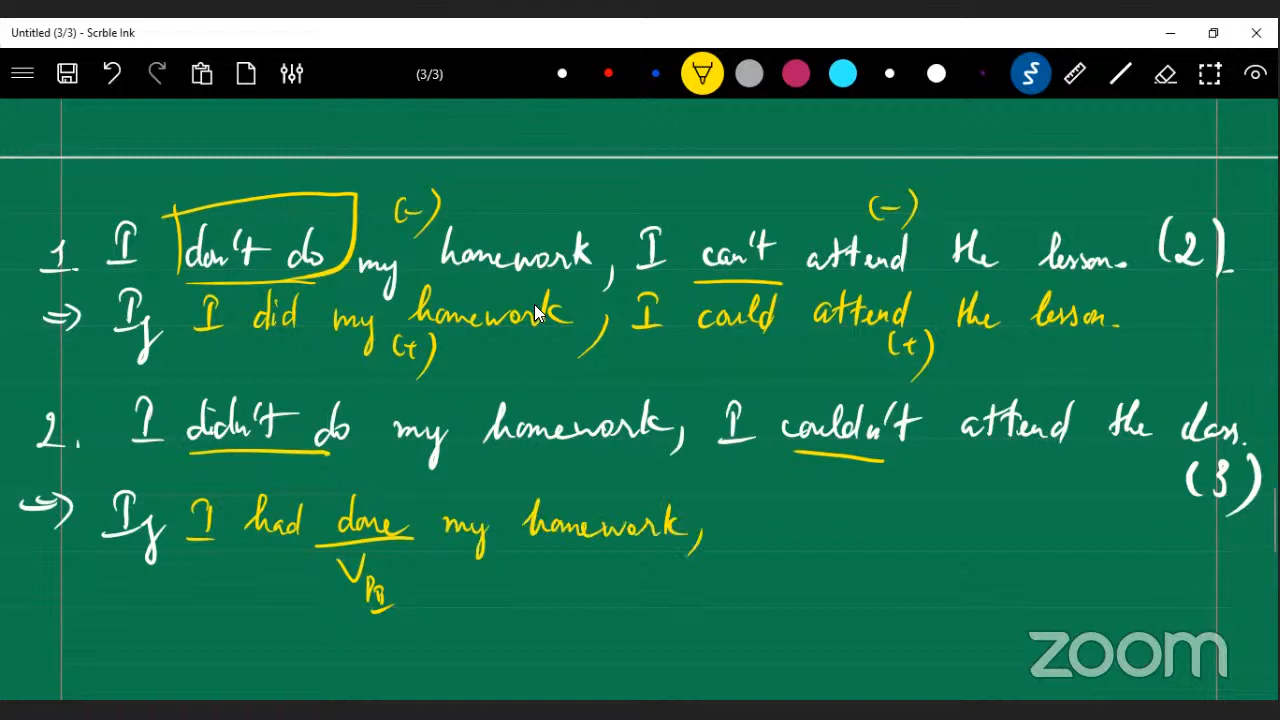 Untitled (3/3) - Scrble Ink
(3/3)
(-) (-)
1. I don't do my homework, I can't attend the lesson. (2).
=> If I did my homework, I could attend the lesson.
(+) (+)
2. I didn't do my homework, I couldn't attend the class.
(3)
=> If I had done my homework,
VPII
zoom